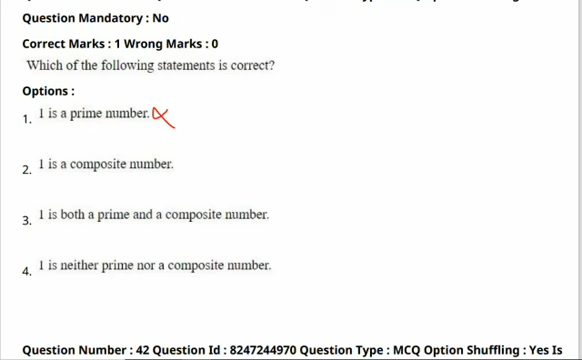 Question Mandatory : No
Correct Marks : 1 Wrong Marks : 0
Which of the following statements is correct?
Options :
1. 1 is a prime number.
2. 1 is a composite number.
3. 1 is both a prime and a composite number.
4. 1 is neither prime nor a composite number.
Question Number : 42 Question Id : 8247244970 Question Type : MCQ Option Shuffling : Yes Is